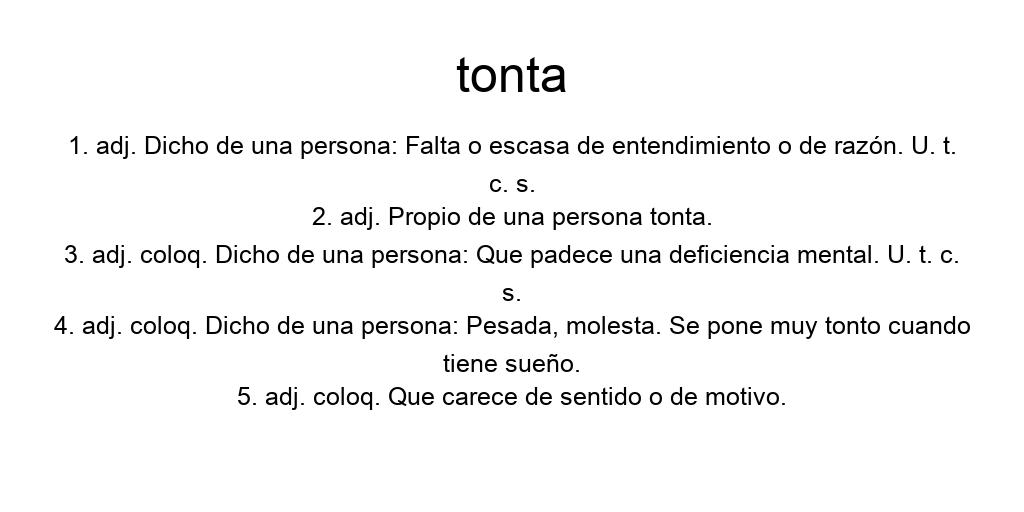 tonta
1. adj. Dicho de una persona: Falta o escasa de entendimiento o de razón. U. t.
c. s.
2. adj. Propio de una persona tonta.
3. adj. coloq. Dicho de una persona: Que padece una deficiencia mental. U. t. c.
s.
4. adj. coloq. Dicho de una persona: Pesada, molesta. Se pone muy tonto cuando
tiene sueño.
5. adj. coloq. Que carece de sentido o de motivo.